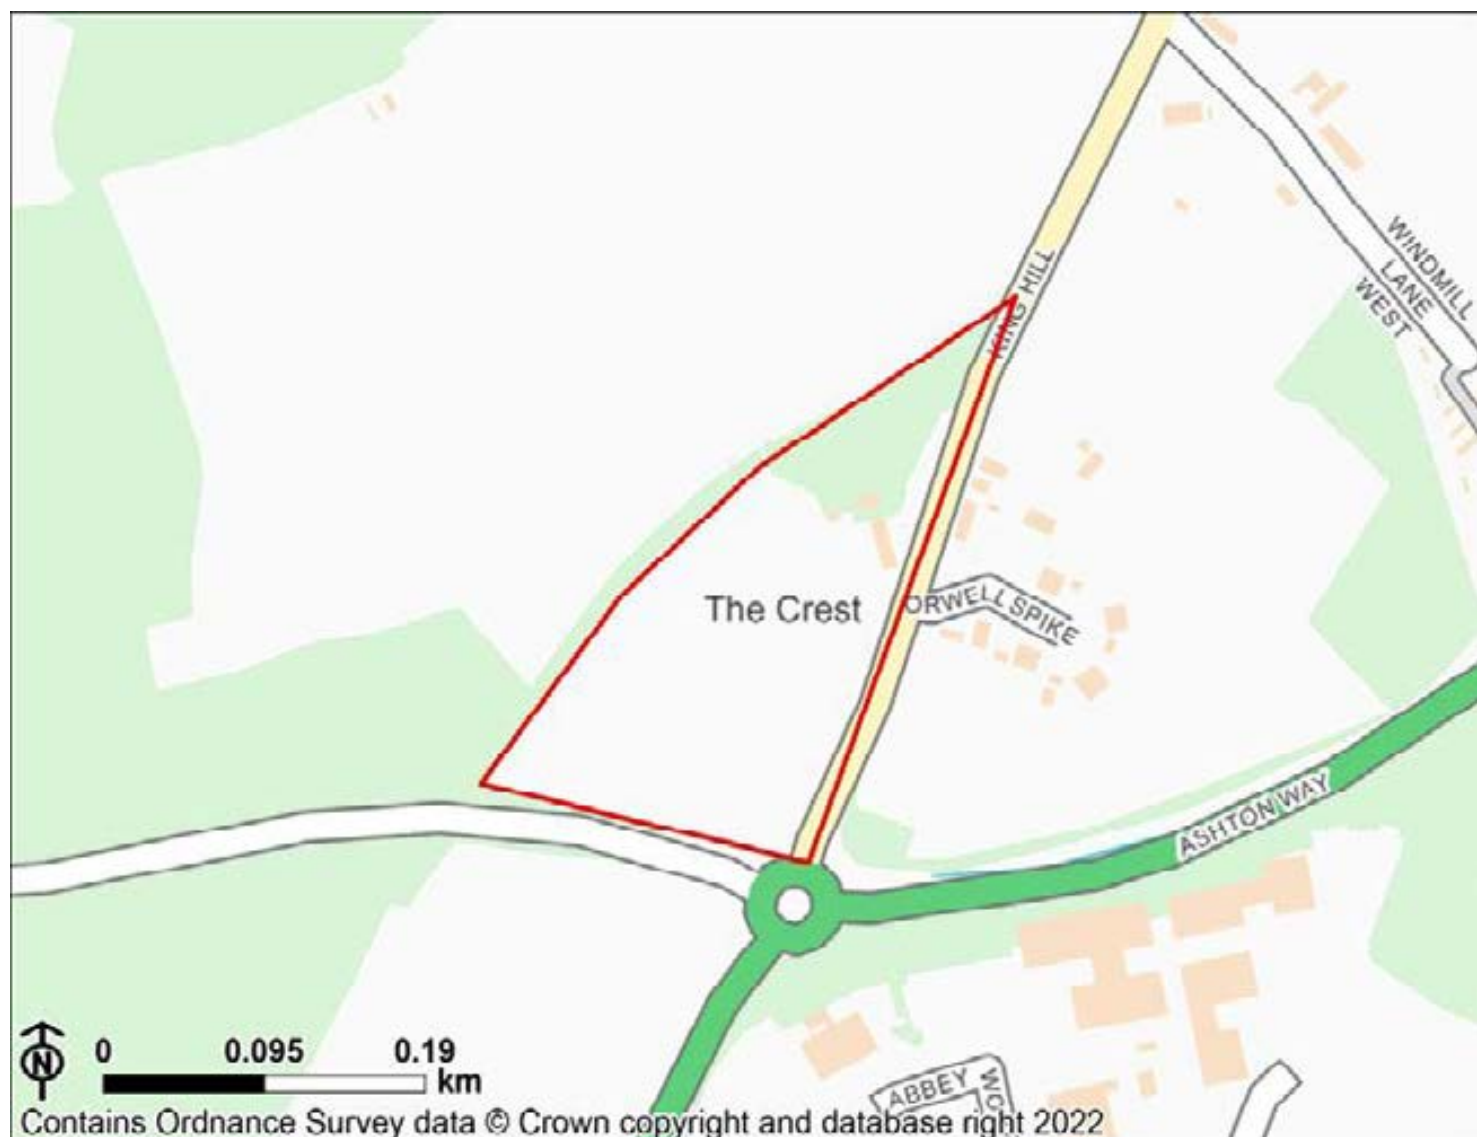 WINDMILL
LANE
WEST
KING HILL
The Crest
ORWELL SPIKE
ASHTON WAY
N
0 0.095 0.19
km
ABBEY WO
Contains Ordnance Survey data © Crown copyright and database right 2022